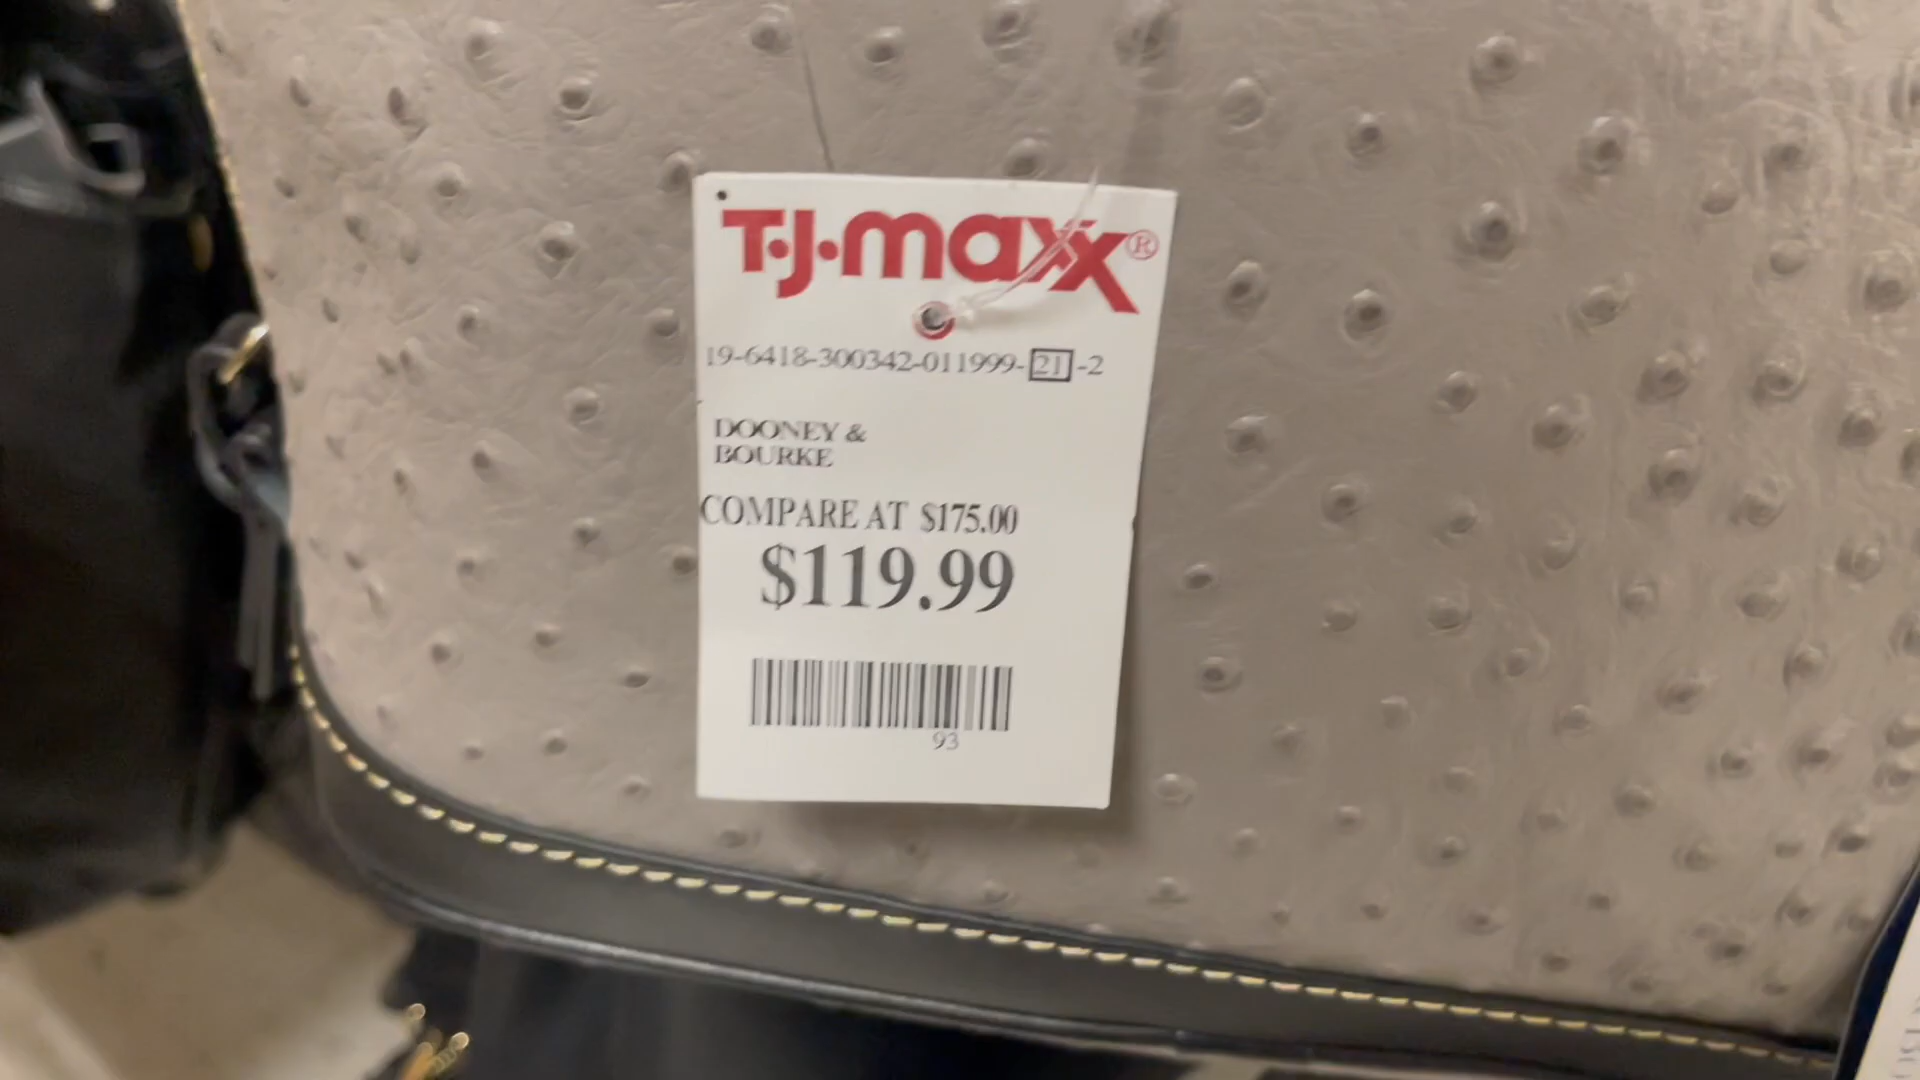 T·J·maxx®
19-6418-300342-011999-21-2
DOONEY &
BOURKE
COMPARE AT $175.00
$119.99
93